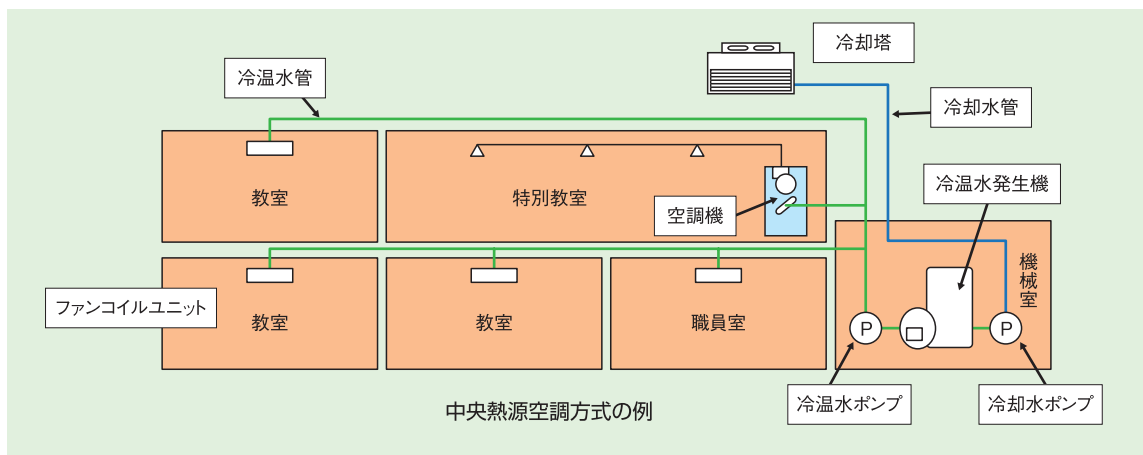 冷却塔
冷温水管
冷却水管
教室
特別教室
空調機
冷温水発生機
機械室
ファンコイルユニット
教室
教室
職員室
P
P
冷温水ポンプ
冷却水ポンプ
中央熱源空調方式の例